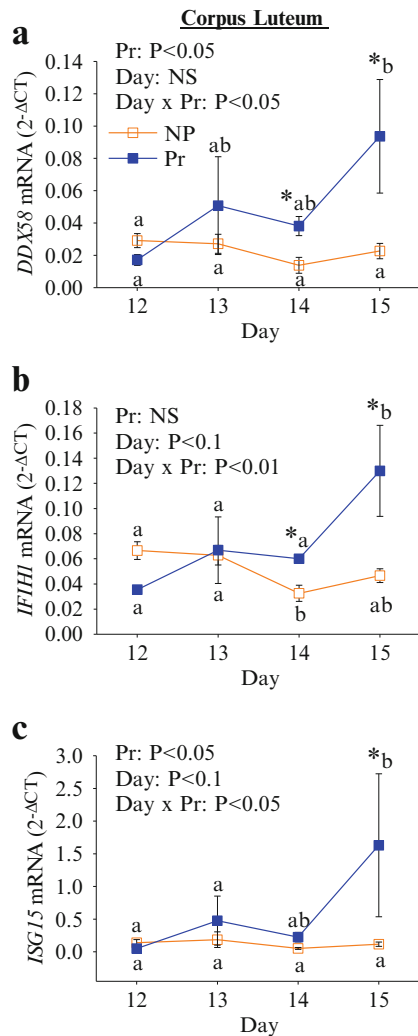 Corpus Luteum
a
Pr: P<0.05
Day: NS
Day x Pr: P<0.05
NP
Pr
DDX58 mRNA (2-ΔCT)
0.14
0.12
0.10
0.08
0.06
0.04
0.02
0.00
a
ab
*ab
*b
a
a
a
a
12 13 14 15
Day
b
Pr: NS
Day: P<0.1
Day x Pr: P<0.01
IFIH1 mRNA (2-ΔCT)
0.18
0.16
0.14
0.12
0.10
0.08
0.06
0.04
0.02
0.00
a
a
*a
*b
a
a
b
ab
12 13 14 15
Day
c
Pr: P<0.05
Day: P<0.1
Day x Pr: P<0.05
ISG15 mRNA (2-ΔCT)
3.0
2.5
2.0
1.5
1.0
0.5
0.0
a
a
ab
*b
a
a
a
a
12 13 14 15
Day